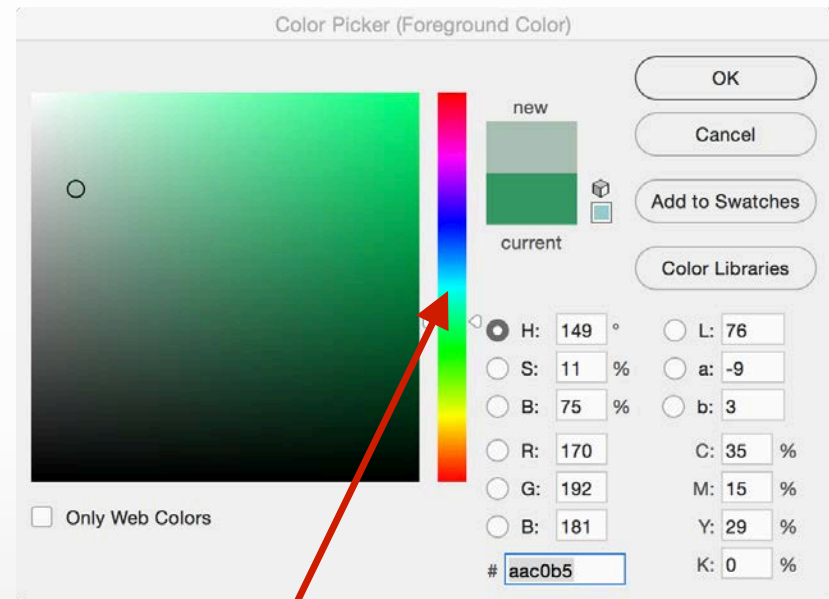 Color Picker (Foreground Color)
new
current
OK
Cancel
Add to Swatches
Color Libraries
H: 149 °
S: 11 %
B: 75 %
R: 170
G: 192
B: 181
# aac0b5
L: 76
a: -9
b: 3
C: 35 %
M: 15 %
Y: 29 %
K: 0 %
Only Web Colors